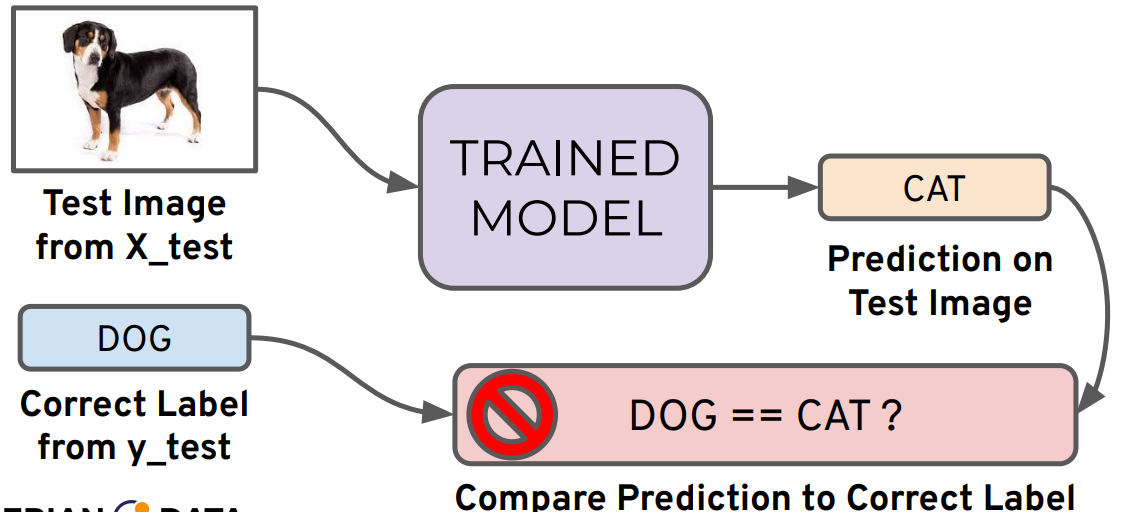 TRAINED
MODEL
CAT
Test Image
from X_test
Prediction on
Test Image
DOG
Correct Label
from y_test
DOG == CAT ?
Compare Prediction to Correct Label
DATA